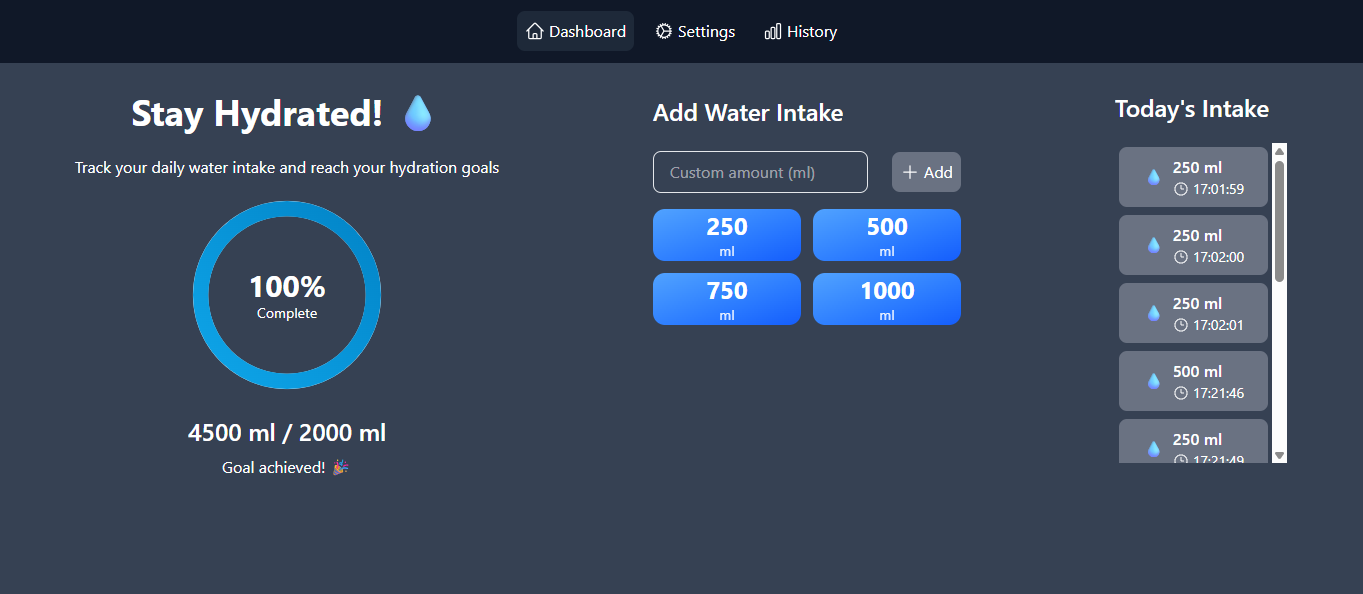 Dashboard Settings History
Stay Hydrated! 💧
Track your daily water intake and reach your hydration goals
100%
Complete
4500 ml / 2000 ml
Goal achieved! 🎉
Add Water Intake
Custom amount (ml)
+ Add
250
ml
500
ml
750
ml
1000
ml
Today's Intake
250 ml
17:01:59
250 ml
17:02:00
250 ml
17:02:01
500 ml
17:21:46
250 ml
17:21:49